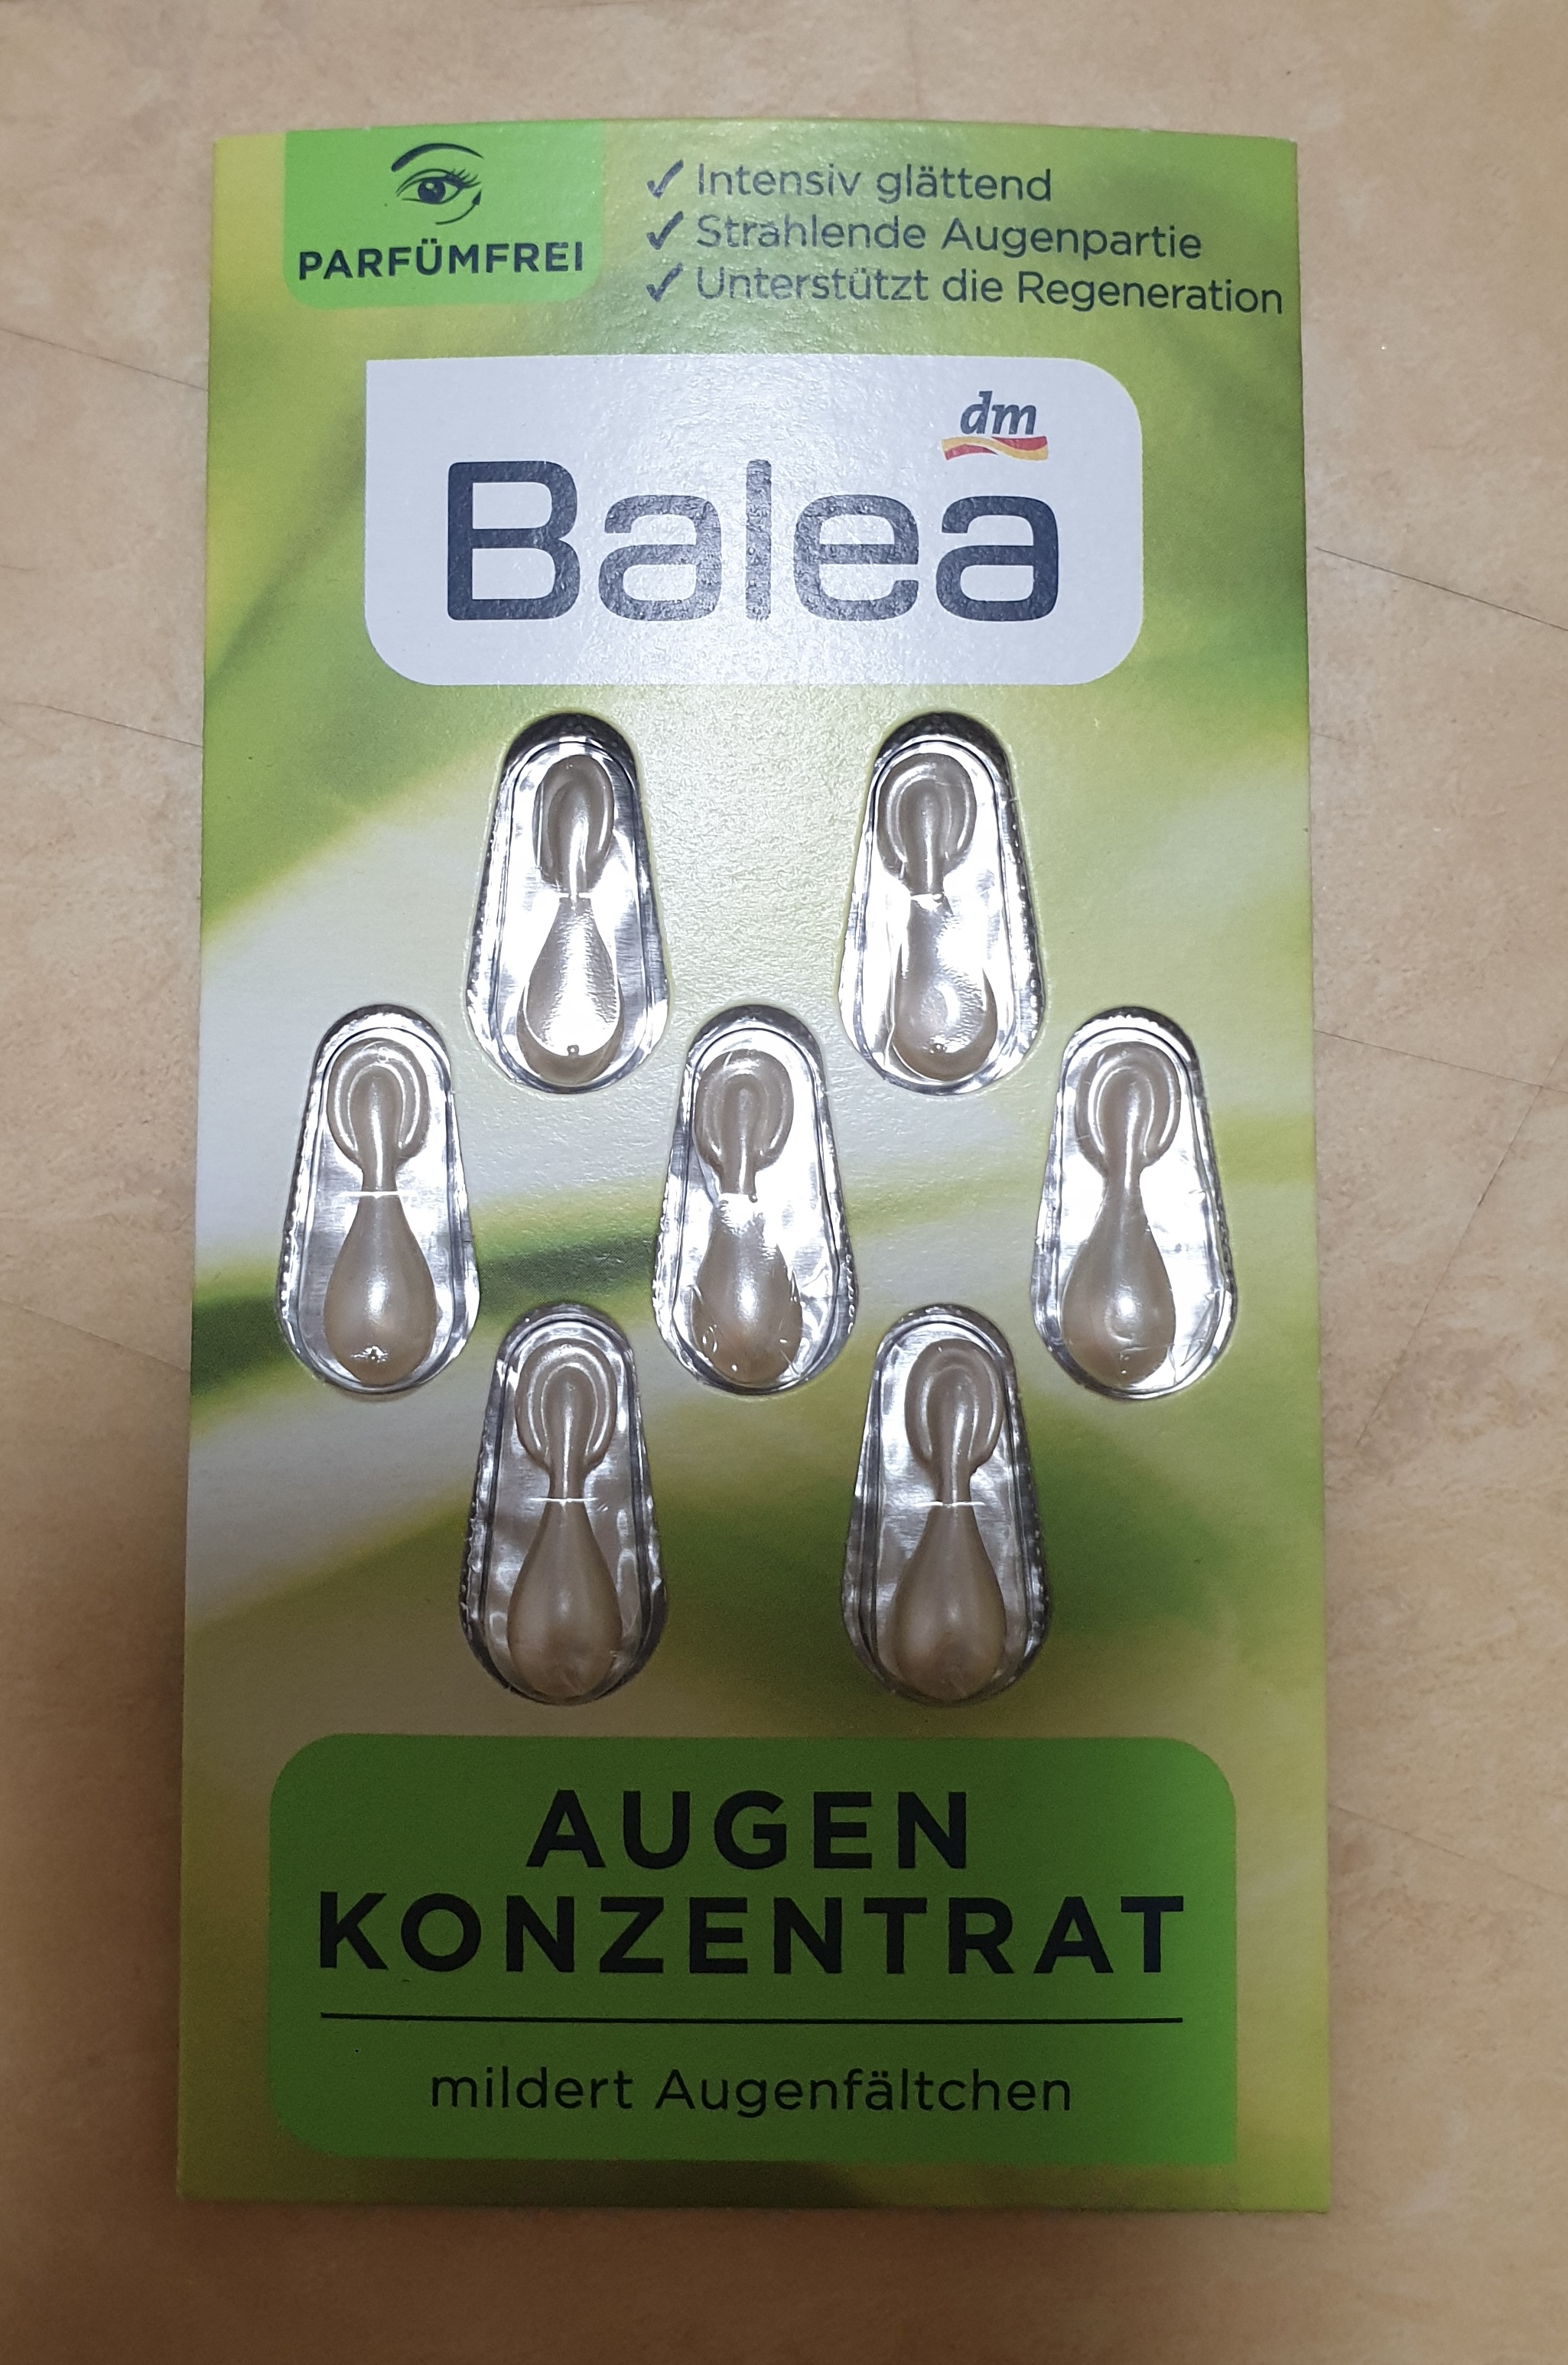 PARFÜMFREI
✓ Intensiv glättend
✓ Strahlende Augenpartie
✓ Unterstützt die Regeneration
dm
Balea
AUGEN
KONZENTRAT
mildert Augenfältchen